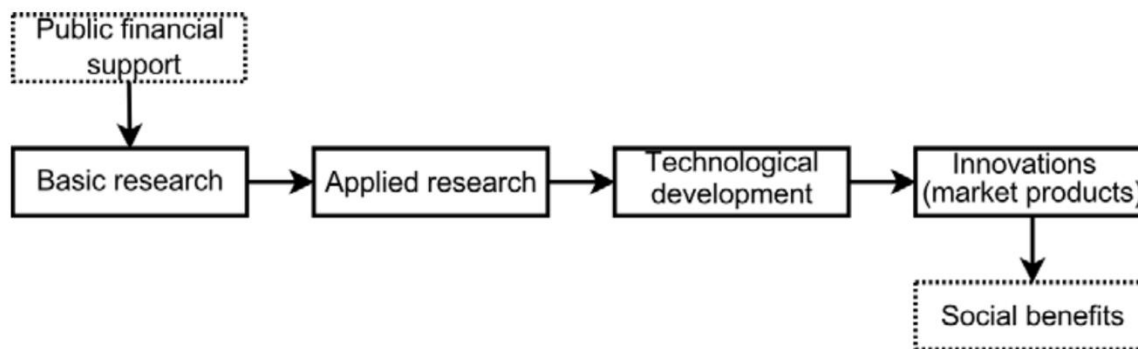 Public financial
support
Basic research
Applied research
Technological
development
Innovations
(market products)
Social benefits